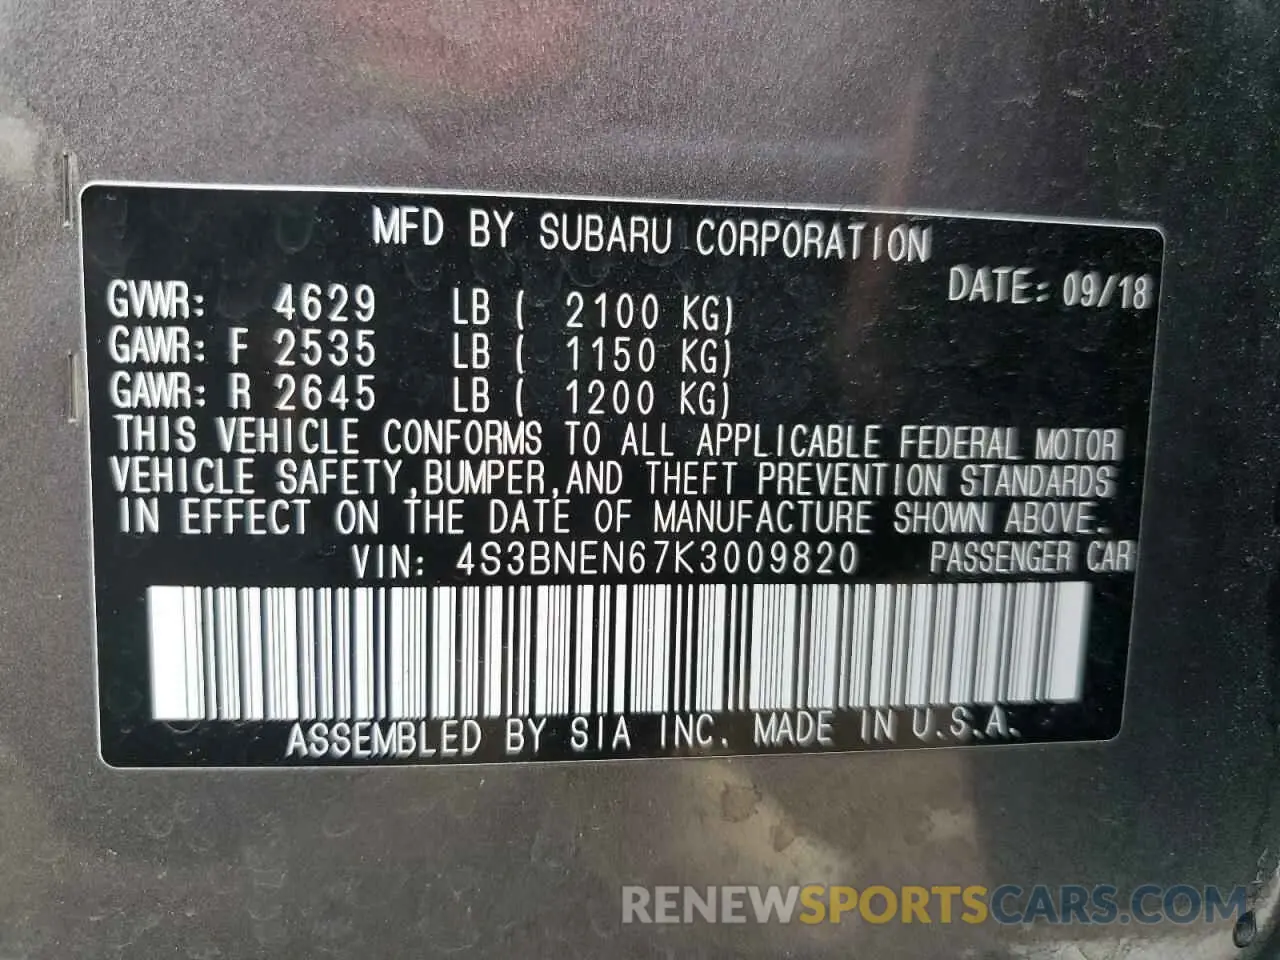 MFD BY SUBARU CORPORATION
DATE: 09/18
GVWR: 4629 LB ( 2100 KG)
GAWR: F 2535 LB ( 1150 KG)
GAWR: R 2645 LB ( 1200 KG)
THIS VEHICLE CONFORMS TO ALL APPLICABLE FEDERAL MOTOR
VEHICLE SAFETY,BUMPER,AND THEFT PREVENTION STANDARDS
IN EFFECT ON THE DATE OF MANUFACTURE SHOWN ABOVE.
VIN: 4S3BNEN67K3009820 PASSENGER CAR
ASSEMBLED BY SIA INC. MADE IN U.S.A.
RENEWSPORTSCARS.COM